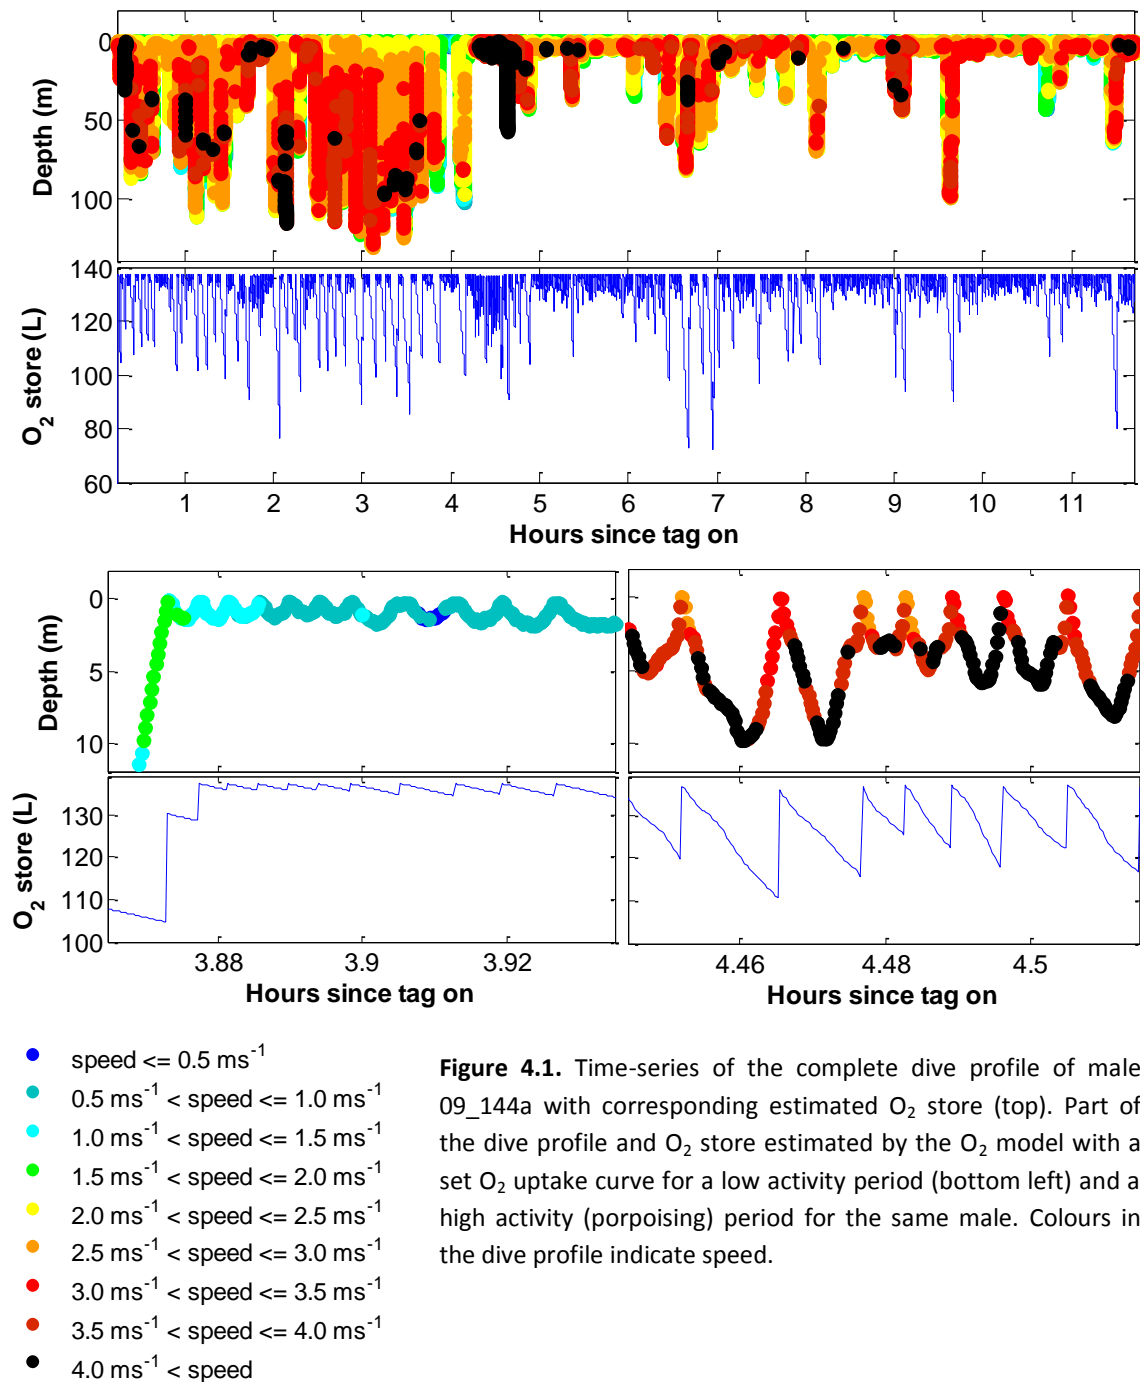 0
50
100
Depth (m)
140
120
100
80
60
O2 store (L)
1 2 3 4 5 6 7 8 9 10 11
Hours since tag on
0
5
10
Depth (m)
130
120
110
100
O2 store (L)
3.88 3.9 3.92
Hours since tag on
4.46 4.48 4.5
Hours since tag on
speed <= 0.5 ms-1
0.5 ms-1 < speed <= 1.0 ms-1
1.0 ms-1 < speed <= 1.5 ms-1
1.5 ms-1 < speed <= 2.0 ms-1
2.0 ms-1 < speed <= 2.5 ms-1
2.5 ms-1 < speed <= 3.0 ms-1
3.0 ms-1 < speed <= 3.5 ms-1
3.5 ms-1 < speed <= 4.0 ms-1
4.0 ms-1 < speed
Figure 4.1. Time-series of the complete dive profile of male
09_144a with corresponding estimated O2 store (top). Part of
the dive profile and O2 store estimated by the O2 model with a
set O2 uptake curve for a low activity period (bottom left) and a
high activity (porpoising) period for the same male. Colours in
the dive profile indicate speed.